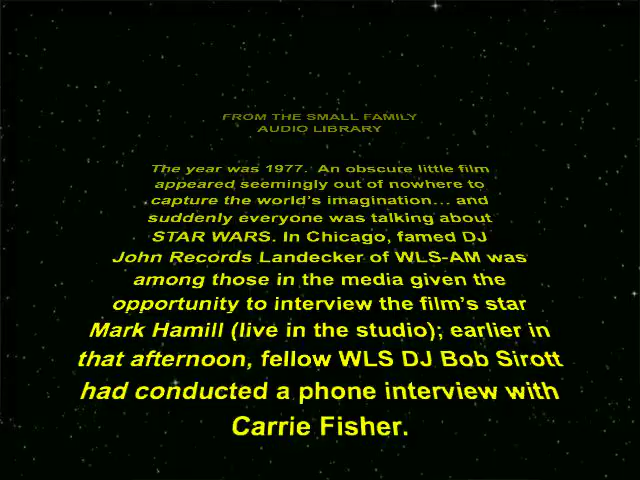 FROM THE SMALL FAMILY
AUDIO LIBRARY
The year was 1977. An obscure little film
appeared seemingly out of nowhere to
capture the world's imagination... and
suddenly everyone was talking about
STAR WARS. In Chicago, famed DJ
John Records Landecker of WLS-AM was
among those in the media given the
opportunity to interview the film's star
Mark Hamill (live in the studio); earlier in
that afternoon, fellow WLS DJ Bob Sirott
had conducted a phone interview with
Carrie Fisher.